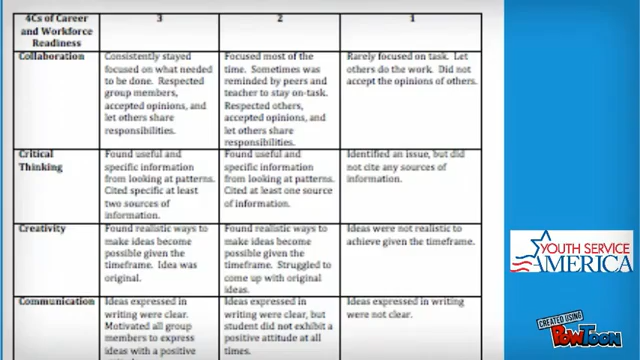 4Cs of Career
and Workforce
Readiness
3
2
1
Collaboration
Consistently stayed
focused on what needed
to be done. Respected
group members,
accepted opinions, and
let others share
responsibilities.
Focused most of the
time. Sometimes was
reminded by peers and
teacher to stay on-task.
Respected others,
accepted opinions, and
let others share
responsibilities.
Rarely focused on task. Let
others do the work. Did not
accept the opinions of others.
Critical
Thinking
Found useful and
specific information
from looking at patterns.
Cited specific at least
two sources of
information.
Found useful and
specific information
from looking at patterns.
Cited at least one source
of information.
Identified an issue, but did
not cite any sources of
information.
Creativity
Found realistic ways to
make ideas become
possible given the
timeframe. Idea was
original.
Found realistic ways to
make ideas become
possible given the
timeframe. Struggled to
come up with original
ideas.
Ideas were not realistic to
achieve given the timeframe.
Communication
Ideas expressed in
writing were clear.
Motivated all group
members to express
ideas with a positive
Ideas expressed in
writing were clear, but
student did not exhibit a
positive attitude at all
times.
Ideas expressed in writing
were not clear.
YOUTH SERVICE
AMERICA
CREATED USING
POWTOON